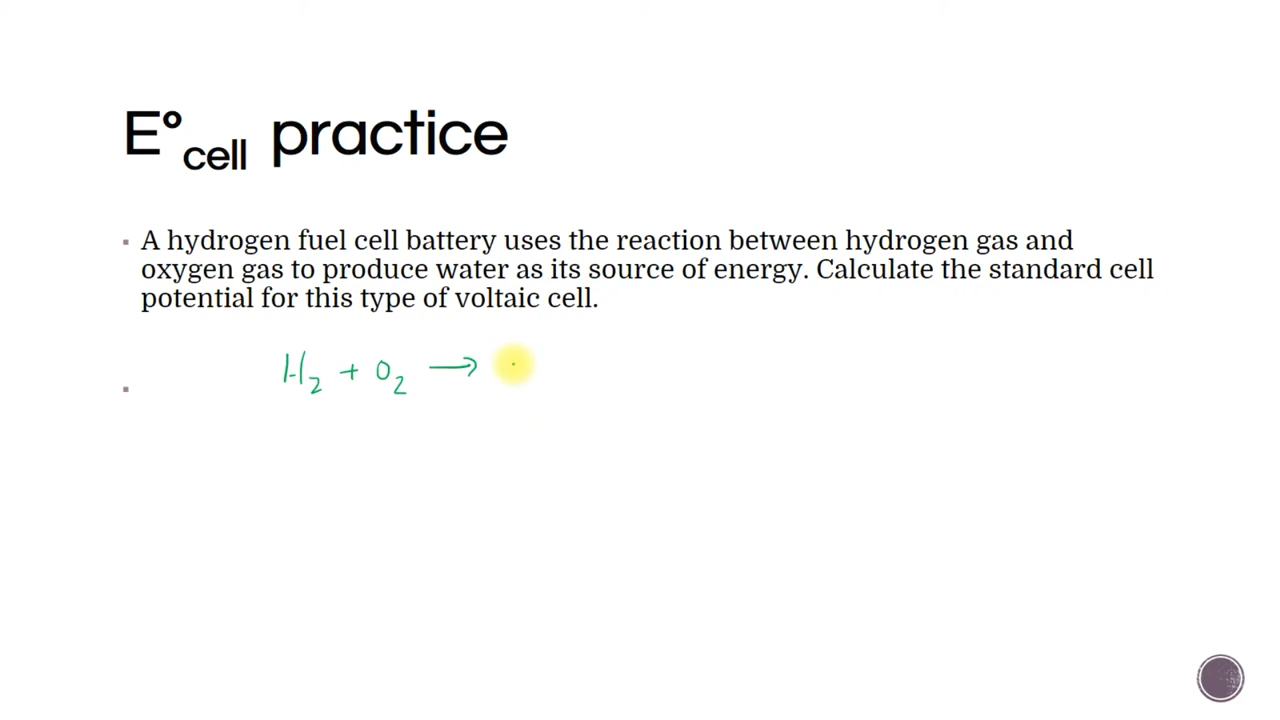 E°cell practice
▪ A hydrogen fuel cell battery uses the reaction between hydrogen gas and
oxygen gas to produce water as its source of energy. Calculate the standard cell
potential for this type of voltaic cell.
H₂ + O₂ →
▪